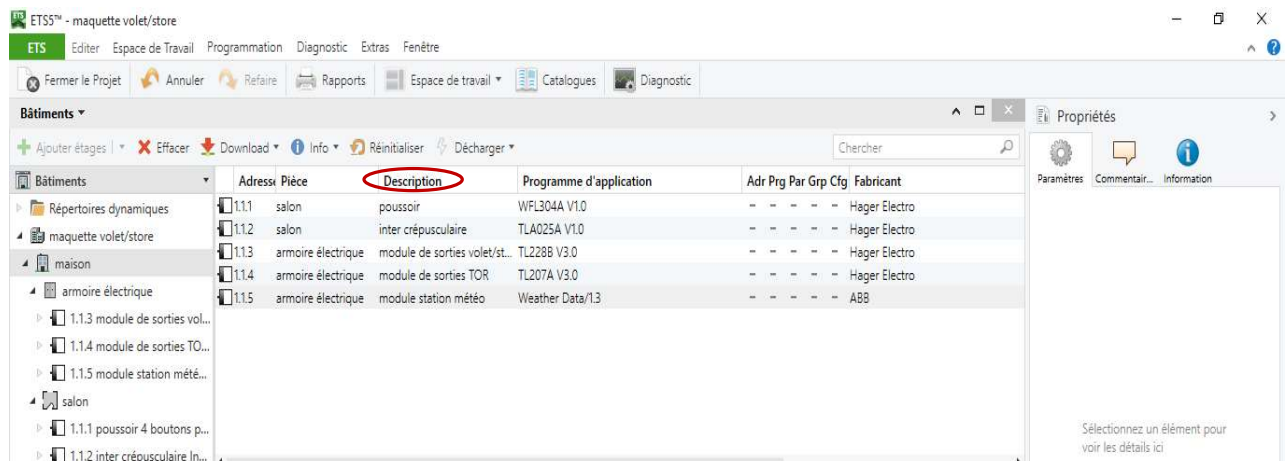 ETS5™ - maquette volet/store
ETS Editer Espace de Travail Programmation Diagnostic Extras Fenêtre
Fermer le Projet Annuler Refaire Rapports Espace de travail Catalogues Diagnostic
Bâtiments
Propriétés
Ajouter étages Effacer Download Info Réinitialiser Décharger Chercher
Paramètres Commentair... Information
Bâtiments
Répertoires dynamiques
maquette volet/store
maison
armoire électrique
1.1.3 module de sorties vol...
1.1.4 module de sorties TO...
1.1.5 module station mété...
salon
1.1.1 poussoir 4 boutons p...
1.1.2 inter crépusculaire In...
Adresse Pièce Description Programme d'application Adr Prg Par Grp Cfg Fabricant
1.1.1 salon poussoir WFL304A V1.0 - - - - - Hager Electro
1.1.2 salon inter crépusculaire TLA025A V1.0 - - - - - Hager Electro
1.1.3 armoire électrique module de sorties volet/st... TL228B V3.0 - - - - - Hager Electro
1.1.4 armoire électrique module de sorties TOR TL207A V3.0 - - - - - Hager Electro
1.1.5 armoire électrique module station météo Weather Data/1.3 - - - - - ABB
Sélectionnez un élément pour
voir les détails ici